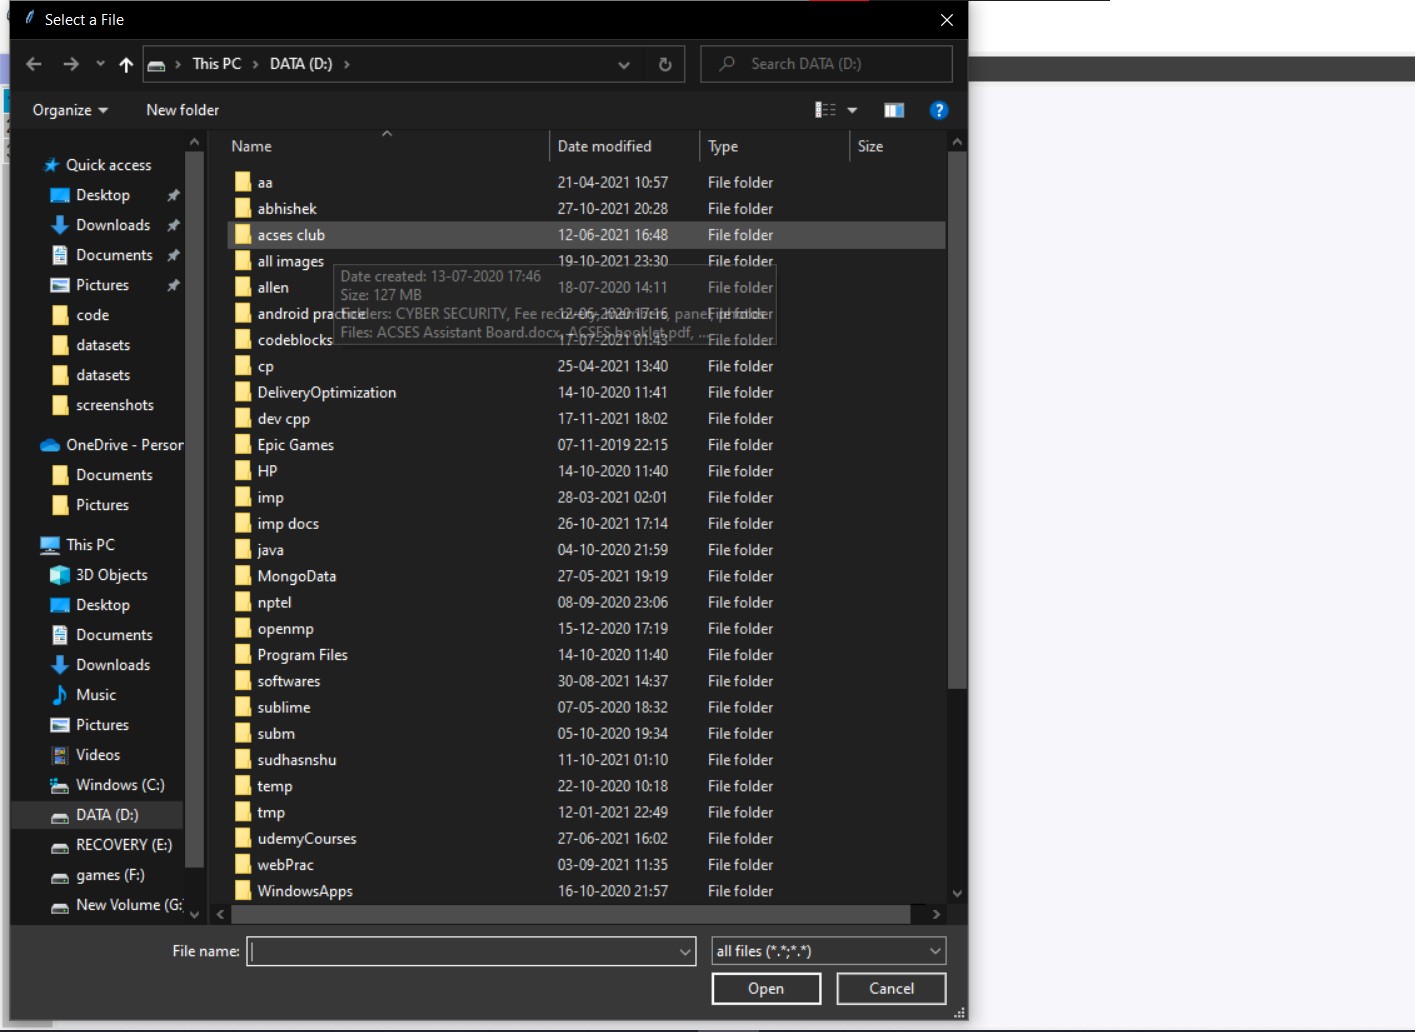 Select a File
This PC > DATA (D:) >
Search DATA (D:)
Organize
New folder
?
Quick access
Desktop
Downloads
Documents
Pictures
code
datasets
datasets
screenshots
OneDrive - Person
Documents
Pictures
This PC
3D Objects
Desktop
Documents
Downloads
Music
Pictures
Videos
Windows (C:)
DATA (D:)
RECOVERY (E:)
games (F:)
New Volume (G:
Name Date modified Type Size
aa 21-04-2021 10:57 File folder
abhishek 27-10-2021 20:28 File folder
acses club 12-06-2021 16:48 File folder
all images 19-10-2021 23:30 File folder
allen 18-07-2020 14:11 File folder
android practice 12-06-2020 17:16 File folder
codeblocks 17-07-2021 01:43 File folder
Date created: 13-07-2020 17:46
Size: 127 MB
Folders: CYBER SECURITY, Fee members, panel, photos
Files: ACSES Assistant Board.docx, ACSES booklet.pdf, ...
cp 25-04-2021 13:40 File folder
DeliveryOptimization 14-10-2020 11:41 File folder
dev cpp 17-11-2021 18:02 File folder
Epic Games 07-11-2019 22:15 File folder
HP 14-10-2020 11:40 File folder
imp 28-03-2021 02:01 File folder
imp docs 26-10-2021 17:14 File folder
java 04-10-2020 21:59 File folder
MongoData 27-05-2021 19:19 File folder
nptel 08-09-2020 23:06 File folder
openmp 15-12-2020 17:19 File folder
Program Files 14-10-2020 11:40 File folder
softwares 30-08-2021 14:37 File folder
sublime 07-05-2020 18:32 File folder
subm 05-10-2020 19:34 File folder
sudhasnshu 11-10-2021 01:10 File folder
temp 22-10-2020 10:18 File folder
tmp 12-01-2021 22:49 File folder
udemyCourses 27-06-2021 16:02 File folder
webPrac 03-09-2021 11:35 File folder
WindowsApps 16-10-2020 21:57 File folder
File name:
all files (*.*;*.*)
Open
Cancel